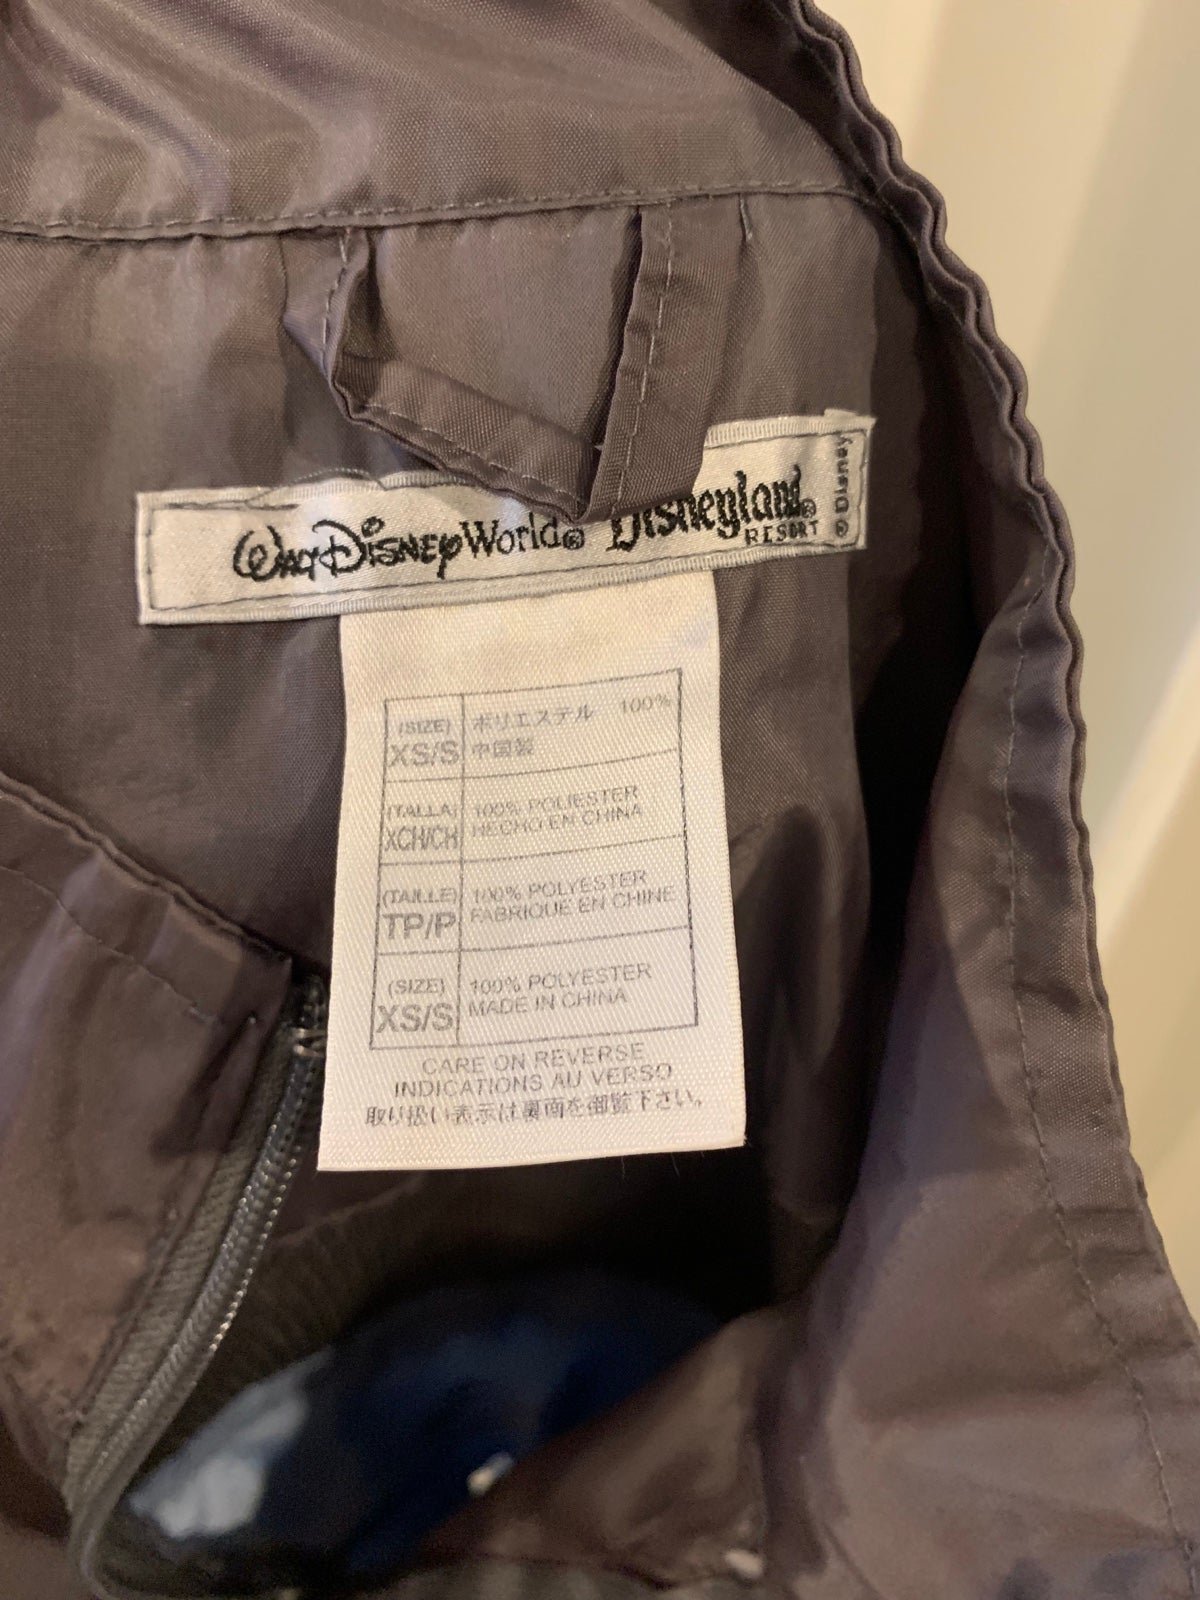 WALT DISNEY World® Disneyland®
RESORT
© Disney
(SIZE) ポリエステル 100%
XS/S 中国製
(TALLA) 100% POLIESTER
XCH/CH HECHO EN CHINA
(TAILLE) 100% POLYESTER
TP/P FABRIQUE EN CHINE
(SIZE) 100% POLYESTER
XS/S MADE IN CHINA
CARE ON REVERSE
INDICATIONS AU VERSO
取り扱い表示は裏面を御覧下さい。